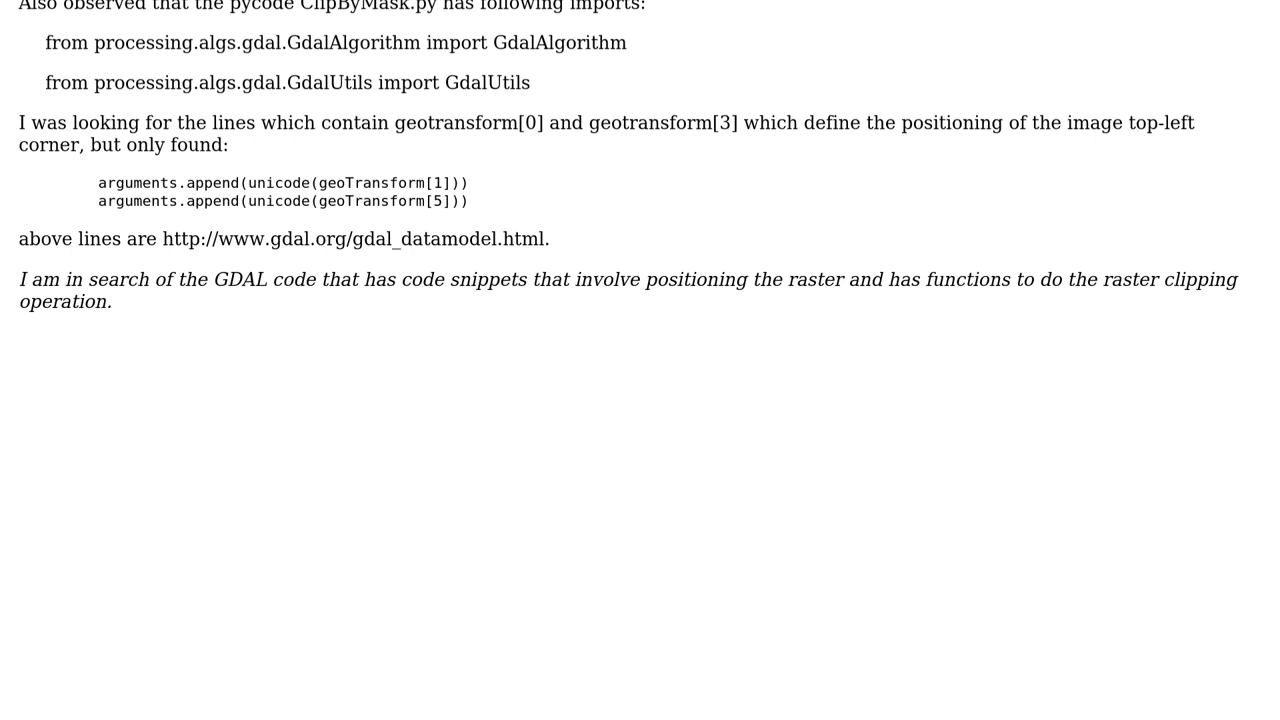 Also observed that the pycode ClipByMask.py has following imports:
from processing.algs.gdal.GdalAlgorithm import GdalAlgorithm
from processing.algs.gdal.GdalUtils import GdalUtils
I was looking for the lines which contain geotransform[0] and geotransform[3] which define the positioning of the image top-left
corner, but only found:
arguments.append(unicode(geoTransform[1]))
arguments.append(unicode(geoTransform[5]))
above lines are http://www.gdal.org/gdal_datamodel.html.
I am in search of the GDAL code that has code snippets that involve positioning the raster and has functions to do the raster clipping
operation.